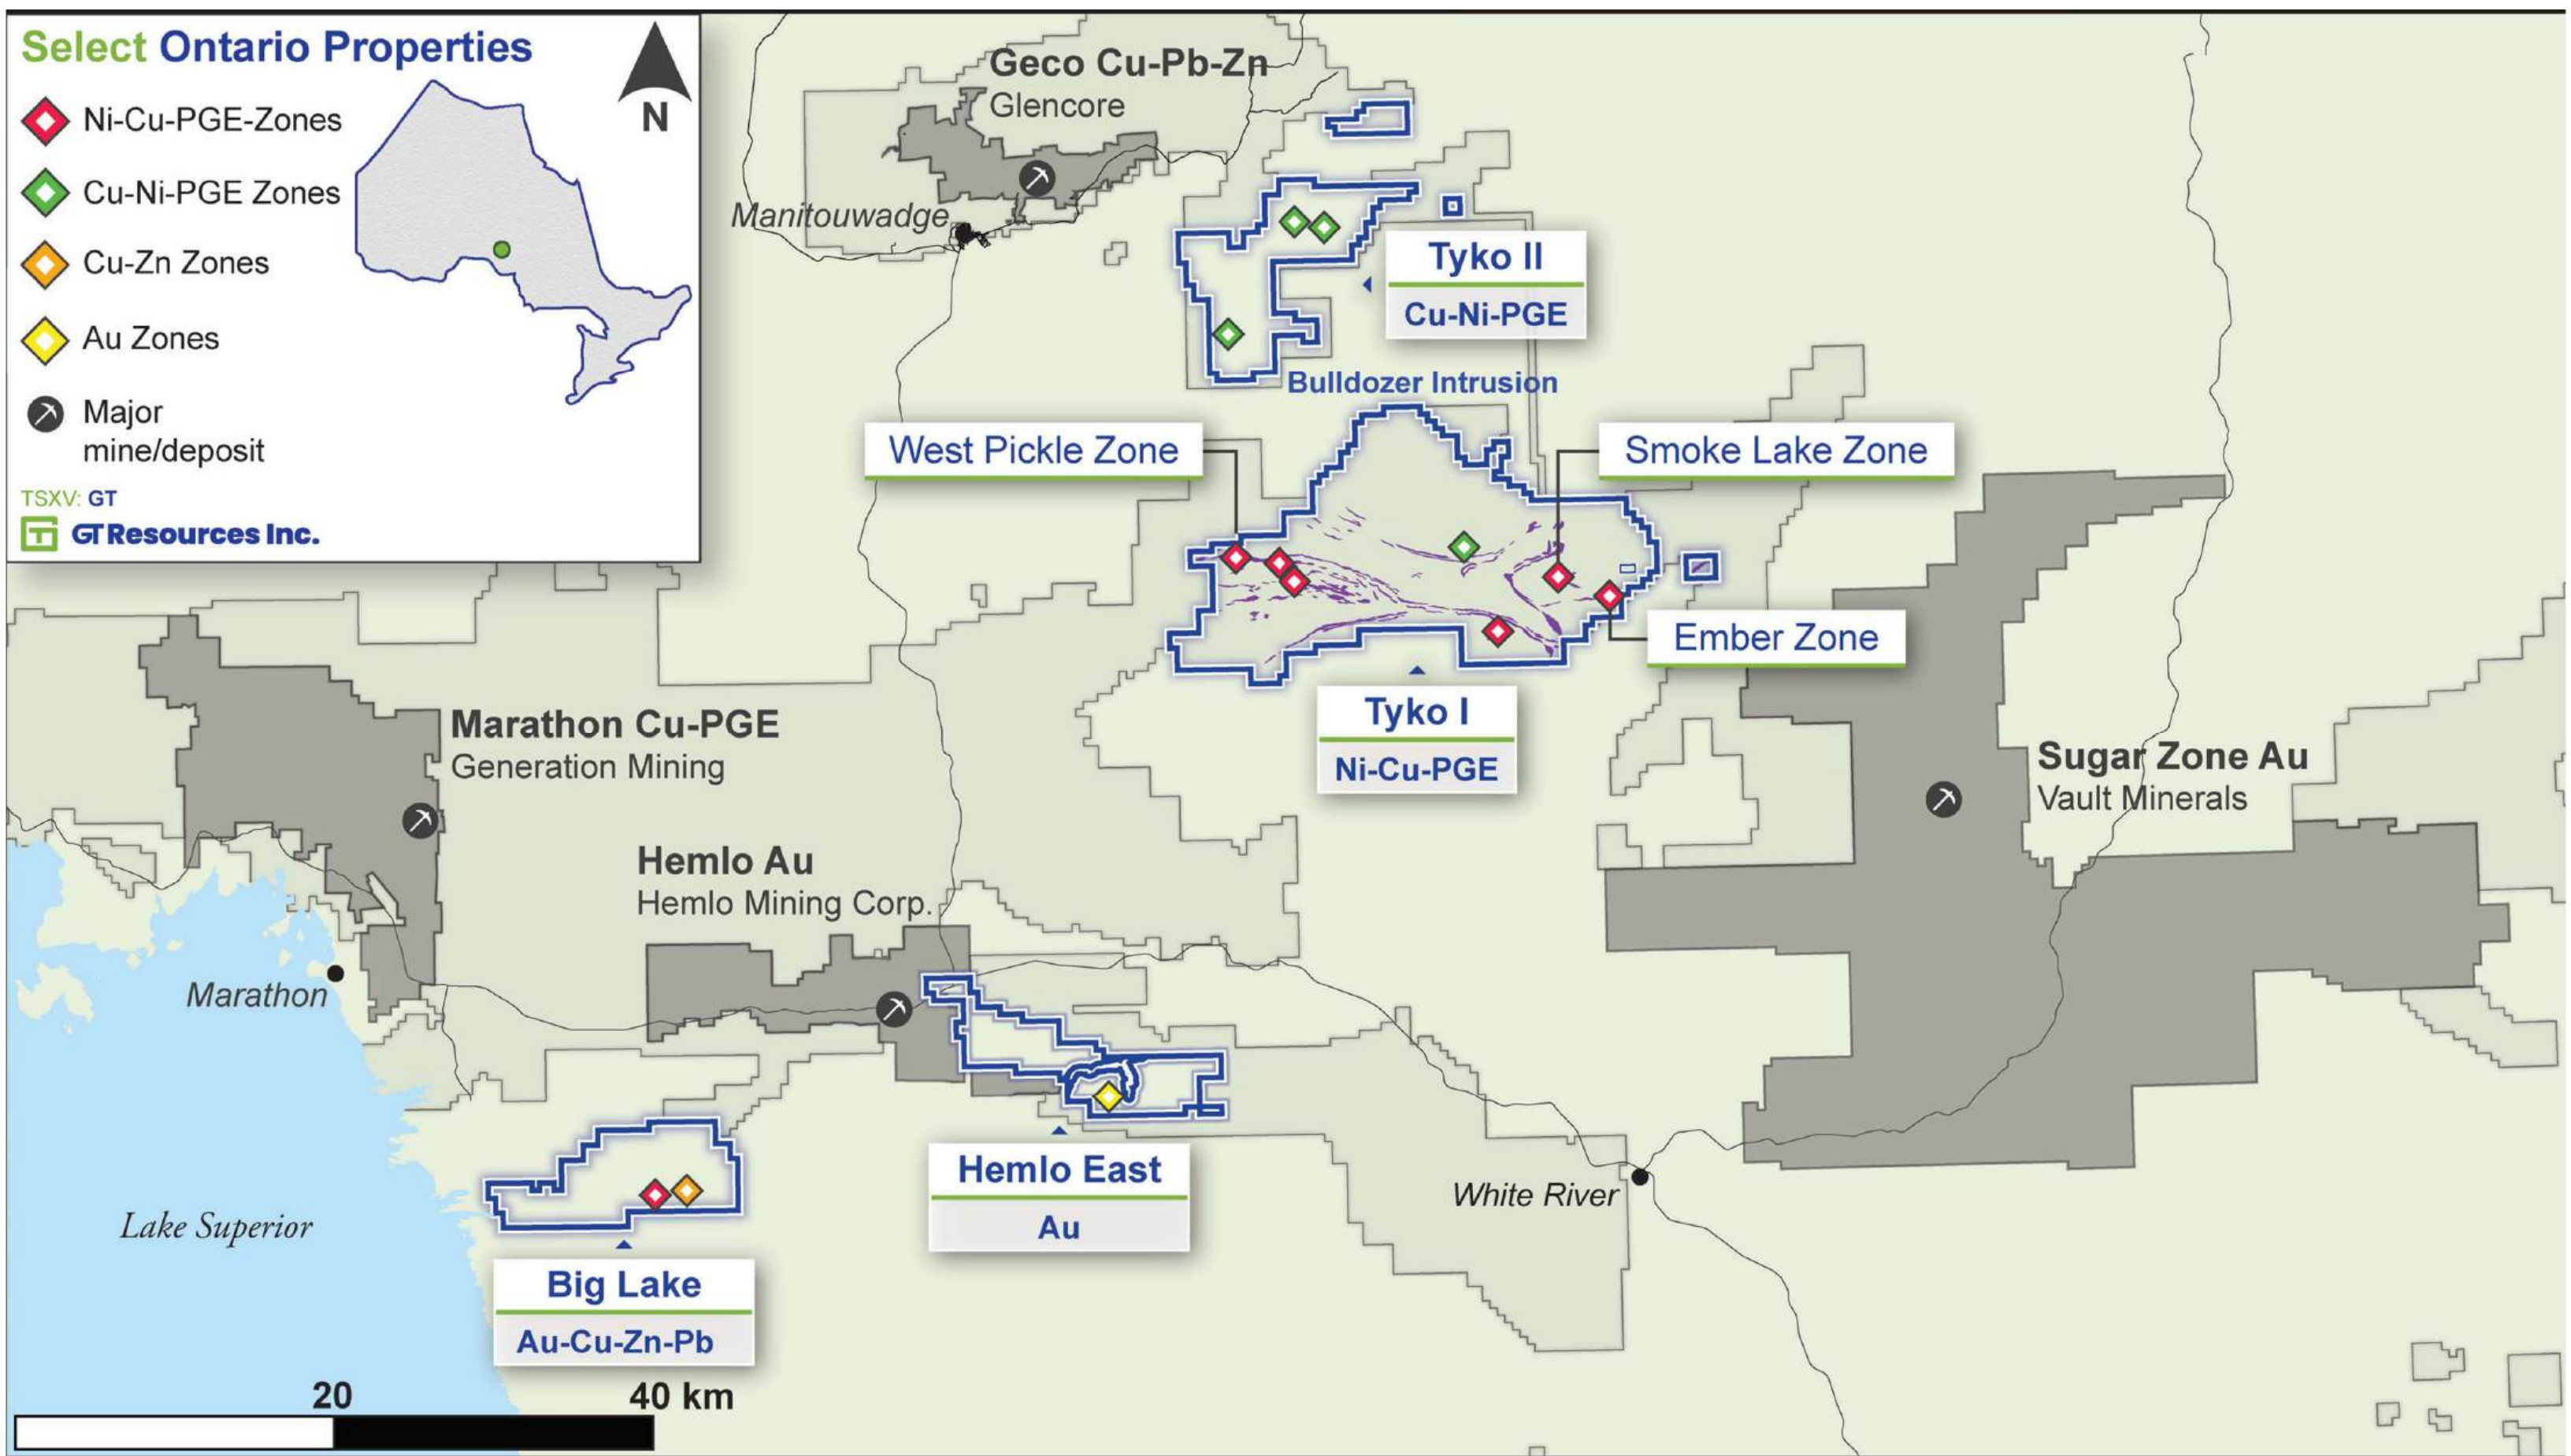 Select Ontario Properties
N
Ni-Cu-PGE-Zones
Cu-Ni-PGE Zones
Cu-Zn Zones
Au Zones
Major
mine/deposit
TSXV: GT
GT Resources Inc.
Geco Cu-Pb-Zn
Glencore
Manitouwadge
Tyko II
Cu-Ni-PGE
Bulldozer Intrusion
West Pickle Zone
Smoke Lake Zone
Ember Zone
Tyko I
Ni-Cu-PGE
Marathon Cu-PGE
Generation Mining
Sugar Zone Au
Vault Minerals
Hemlo Au
Hemlo Mining Corp.
Marathon
Hemlo East
Au
White River
Lake Superior
Big Lake
Au-Cu-Zn-Pb
20
40 km